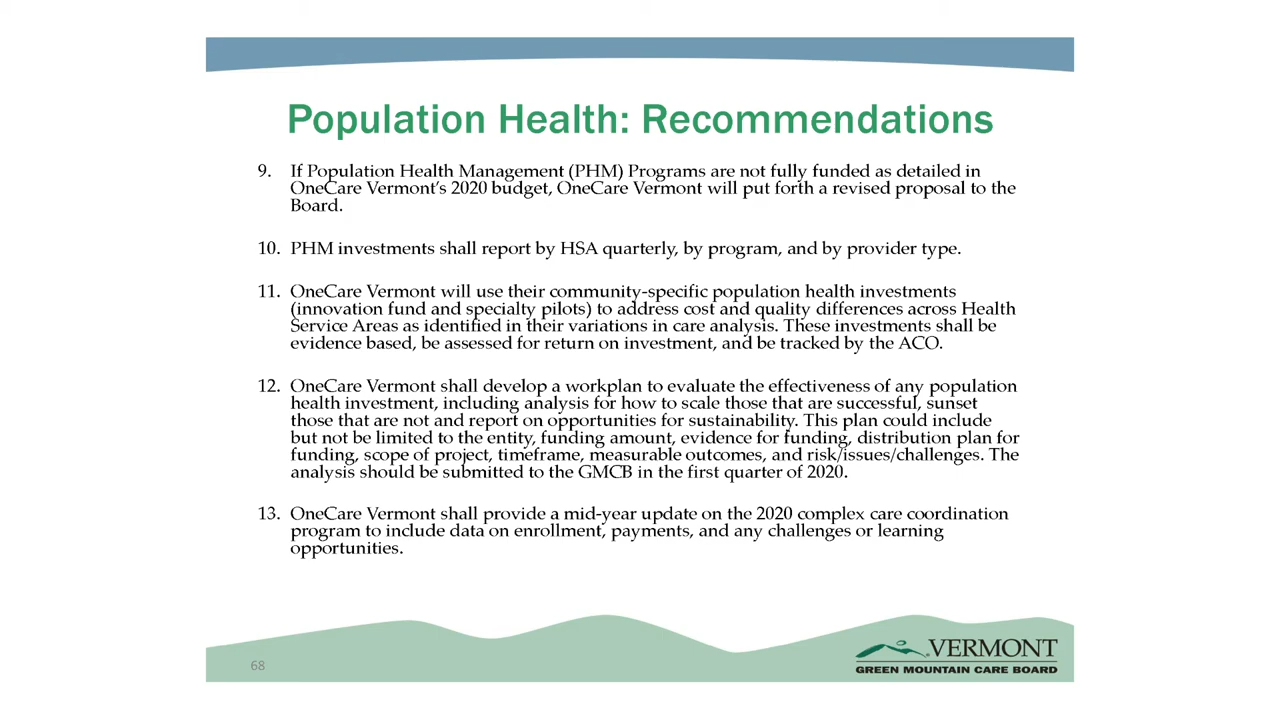 Population Health: Recommendations
9. If Population Health Management (PHM) Programs are not fully funded as detailed in
OneCare Vermont's 2020 budget, OneCare Vermont will put forth a revised proposal to the
Board.
10. PHM investments shall report by HSA quarterly, by program, and by provider type.
11. OneCare Vermont will use their community-specific population health investments
(innovation fund and specialty pilots) to address cost and quality differences across Health
Service Areas as identified in their variations in care analysis. These investments shall be
evidence based, be assessed for return on investment, and be tracked by the ACO.
12. OneCare Vermont shall develop a workplan to evaluate the effectiveness of any population
health investment, including analysis for how to scale those that are successful, sunset
those that are not and report on opportunities for sustainability. This plan could include
but not be limited to the entity, funding amount, evidence for funding, distribution plan for
funding, scope of project, timeframe, measurable outcomes, and risk/issues/challenges. The
analysis should be submitted to the GMCB in the first quarter of 2020.
13. OneCare Vermont shall provide a mid-year update on the 2020 complex care coordination
program to include data on enrollment, payments, and any challenges or learning
opportunities.
68
VERMONT
GREEN MOUNTAIN CARE BOARD